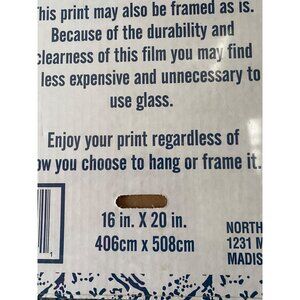 This print may also be framed as is.
Because of the durability and
clearness of this film you may find
less expensive and unnecessary to
use glass.
Enjoy your print regardless of
how you choose to hang or frame it.
16 in. X 20 in.
406cm x 508cm
NORTH
1231 M
MADIS
1